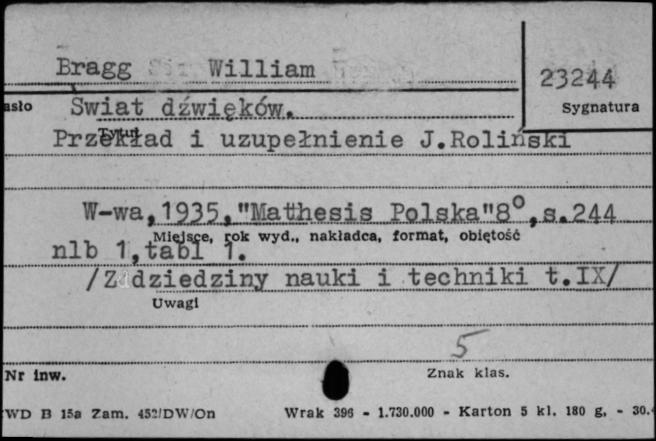 Bragg William
23244
asło Swiat dźwięków.
Sygnatura
Tytuł
Przekład i uzupełnienie J.Roliński
W-wa,1935,"Mathesis Polska"8°,s.244
Miejsce, rok wyd., nakładca, format, objętość
nlb 1,tabl 1.
/Z dziedziny nauki i techniki t.IX/
Uwagi
5
Nr inw.
Znak klas.
WD B 15a Zam. 452/DW/On Wrak 396 - 1.730.000 - Karton 5 kl. 180 g. - 30.